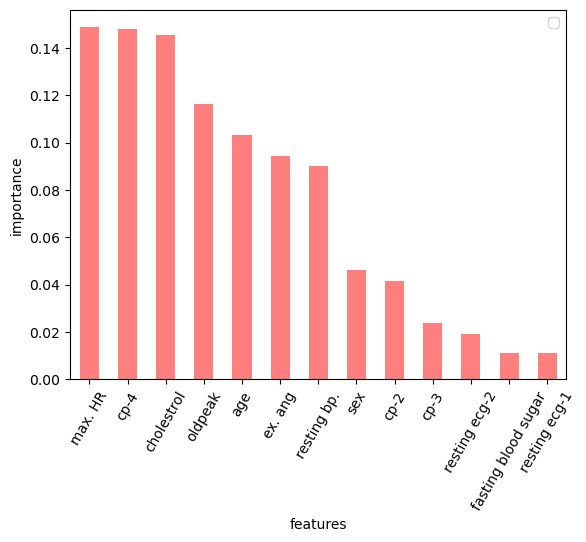 0.14
0.12
0.10
0.08
0.06
0.04
0.02
0.00
importance
max. HR
cp-4
cholestrol
oldpeak
age
ex. ang
resting bp.
sex
cp-2
cp-3
resting ecg-2
fasting blood sugar
resting ecg-1
features